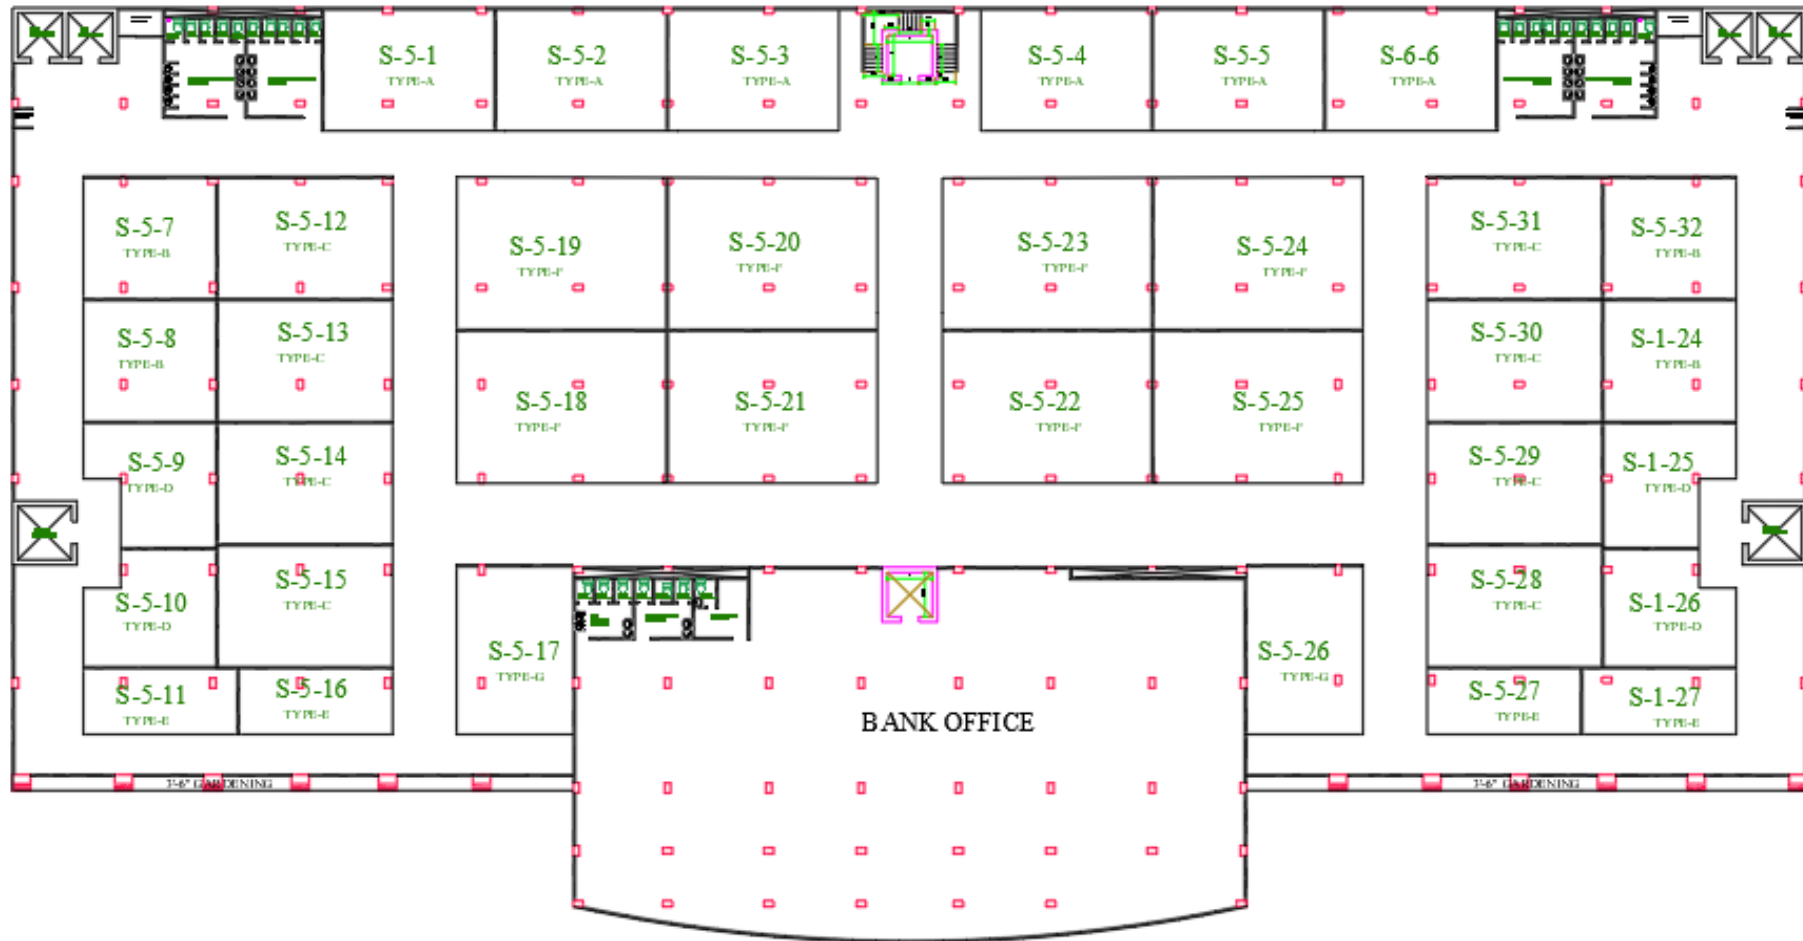 S-5-1
TYPE-A
S-5-2
TYPE-A
S-5-3
TYPE-A
S-5-4
TYPE-A
S-5-5
TYPE-A
S-6-6
TYPE-A
S-5-7
TYPE-B
S-5-12
TYPE-C
S-5-19
TYPE-F
S-5-20
TYPE-F
S-5-23
TYPE-F
S-5-24
TYPE-F
S-5-31
TYPE-C
S-5-32
TYPE-B
S-5-8
TYPE-B
S-5-13
TYPE-C
S-5-30
TYPE-C
S-1-24
TYPE-B
S-5-18
TYPE-F
S-5-21
TYPE-F
S-5-22
TYPE-F
S-5-25
TYPE-F
S-5-9
TYPE-D
S-5-14
TYPE-C
S-5-29
TYPE-C
S-1-25
TYPE-D
S-5-10
TYPE-D
S-5-15
TYPE-C
S-5-28
TYPE-C
S-1-26
TYPE-D
S-5-17
TYPE-G
S-5-26
TYPE-G
S-5-11
TYPE-E
S-5-16
TYPE-E
S-5-27
TYPE-E
S-1-27
TYPE-E
BANK OFFICE
3'-6" GARDENING
3'-6" GARDENING